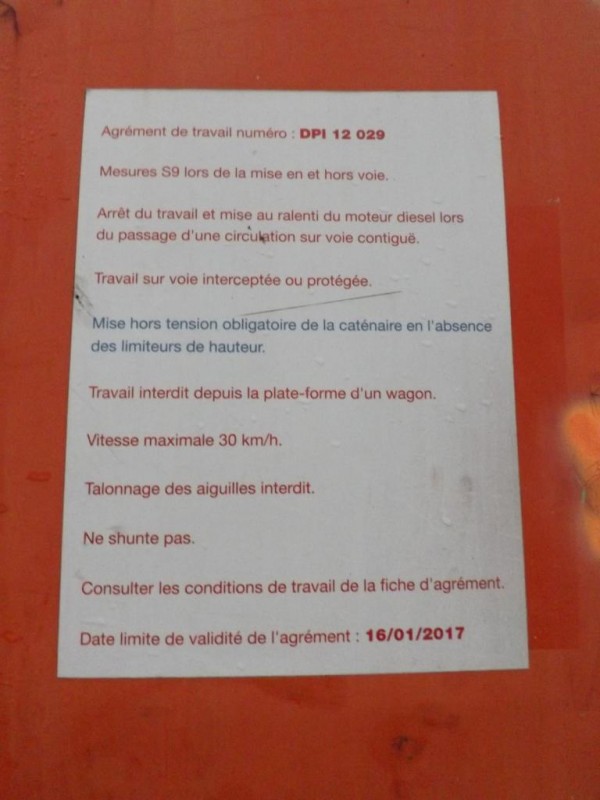 Agrément de travail numéro : DPI 12 029
Mesures S9 lors de la mise en et hors voie.
Arrêt du travail et mise au ralenti du moteur diesel lors
du passage d'une circulation sur voie contiguë.
Travail sur voie interceptée ou protégée.
Mise hors tension obligatoire de la caténaire en l'absence
des limiteurs de hauteur.
Travail interdit depuis la plate-forme d'un wagon.
Vitesse maximale 30 km/h.
Talonnage des aiguilles interdit.
Ne shunte pas.
Consulter les conditions de travail de la fiche d'agrément.
Date limite de validité de l'agrément : 16/01/2017